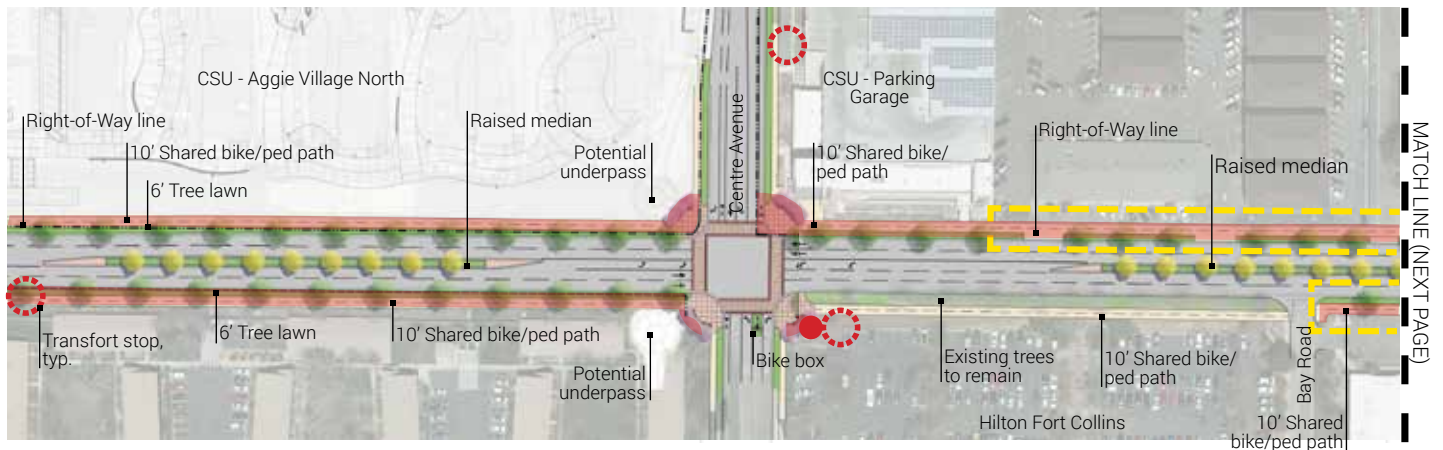 CSU - Aggie Village North
CSU - Parking
Garage
Right-of-Way line
10' Shared bike/ped path
6' Tree lawn
Raised median
Potential
underpass
Centre Avenue
10' Shared bike/
ped path
Right-of-Way line
Raised median
MATCH LINE (NEXT PAGE)
Transfort stop,
typ.
6' Tree lawn
10' Shared bike/ped path
Potential
underpass
Bike box
Existing trees
to remain
10' Shared bike/
ped path
Bay Road
Hilton Fort Collins
10' Shared
bike/ped path